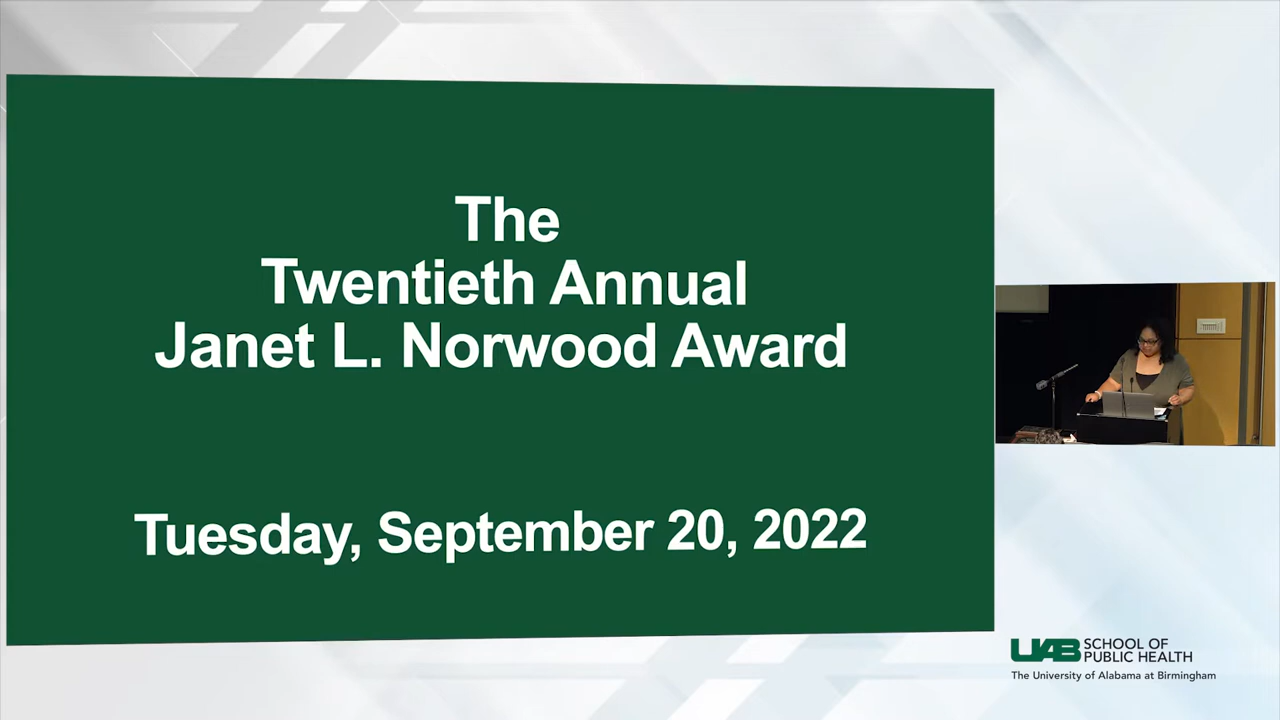 The
Twentieth Annual
Janet L. Norwood Award
Tuesday, September 20, 2022
UAB SCHOOL OF
PUBLIC HEALTH
The University of Alabama at Birmingham